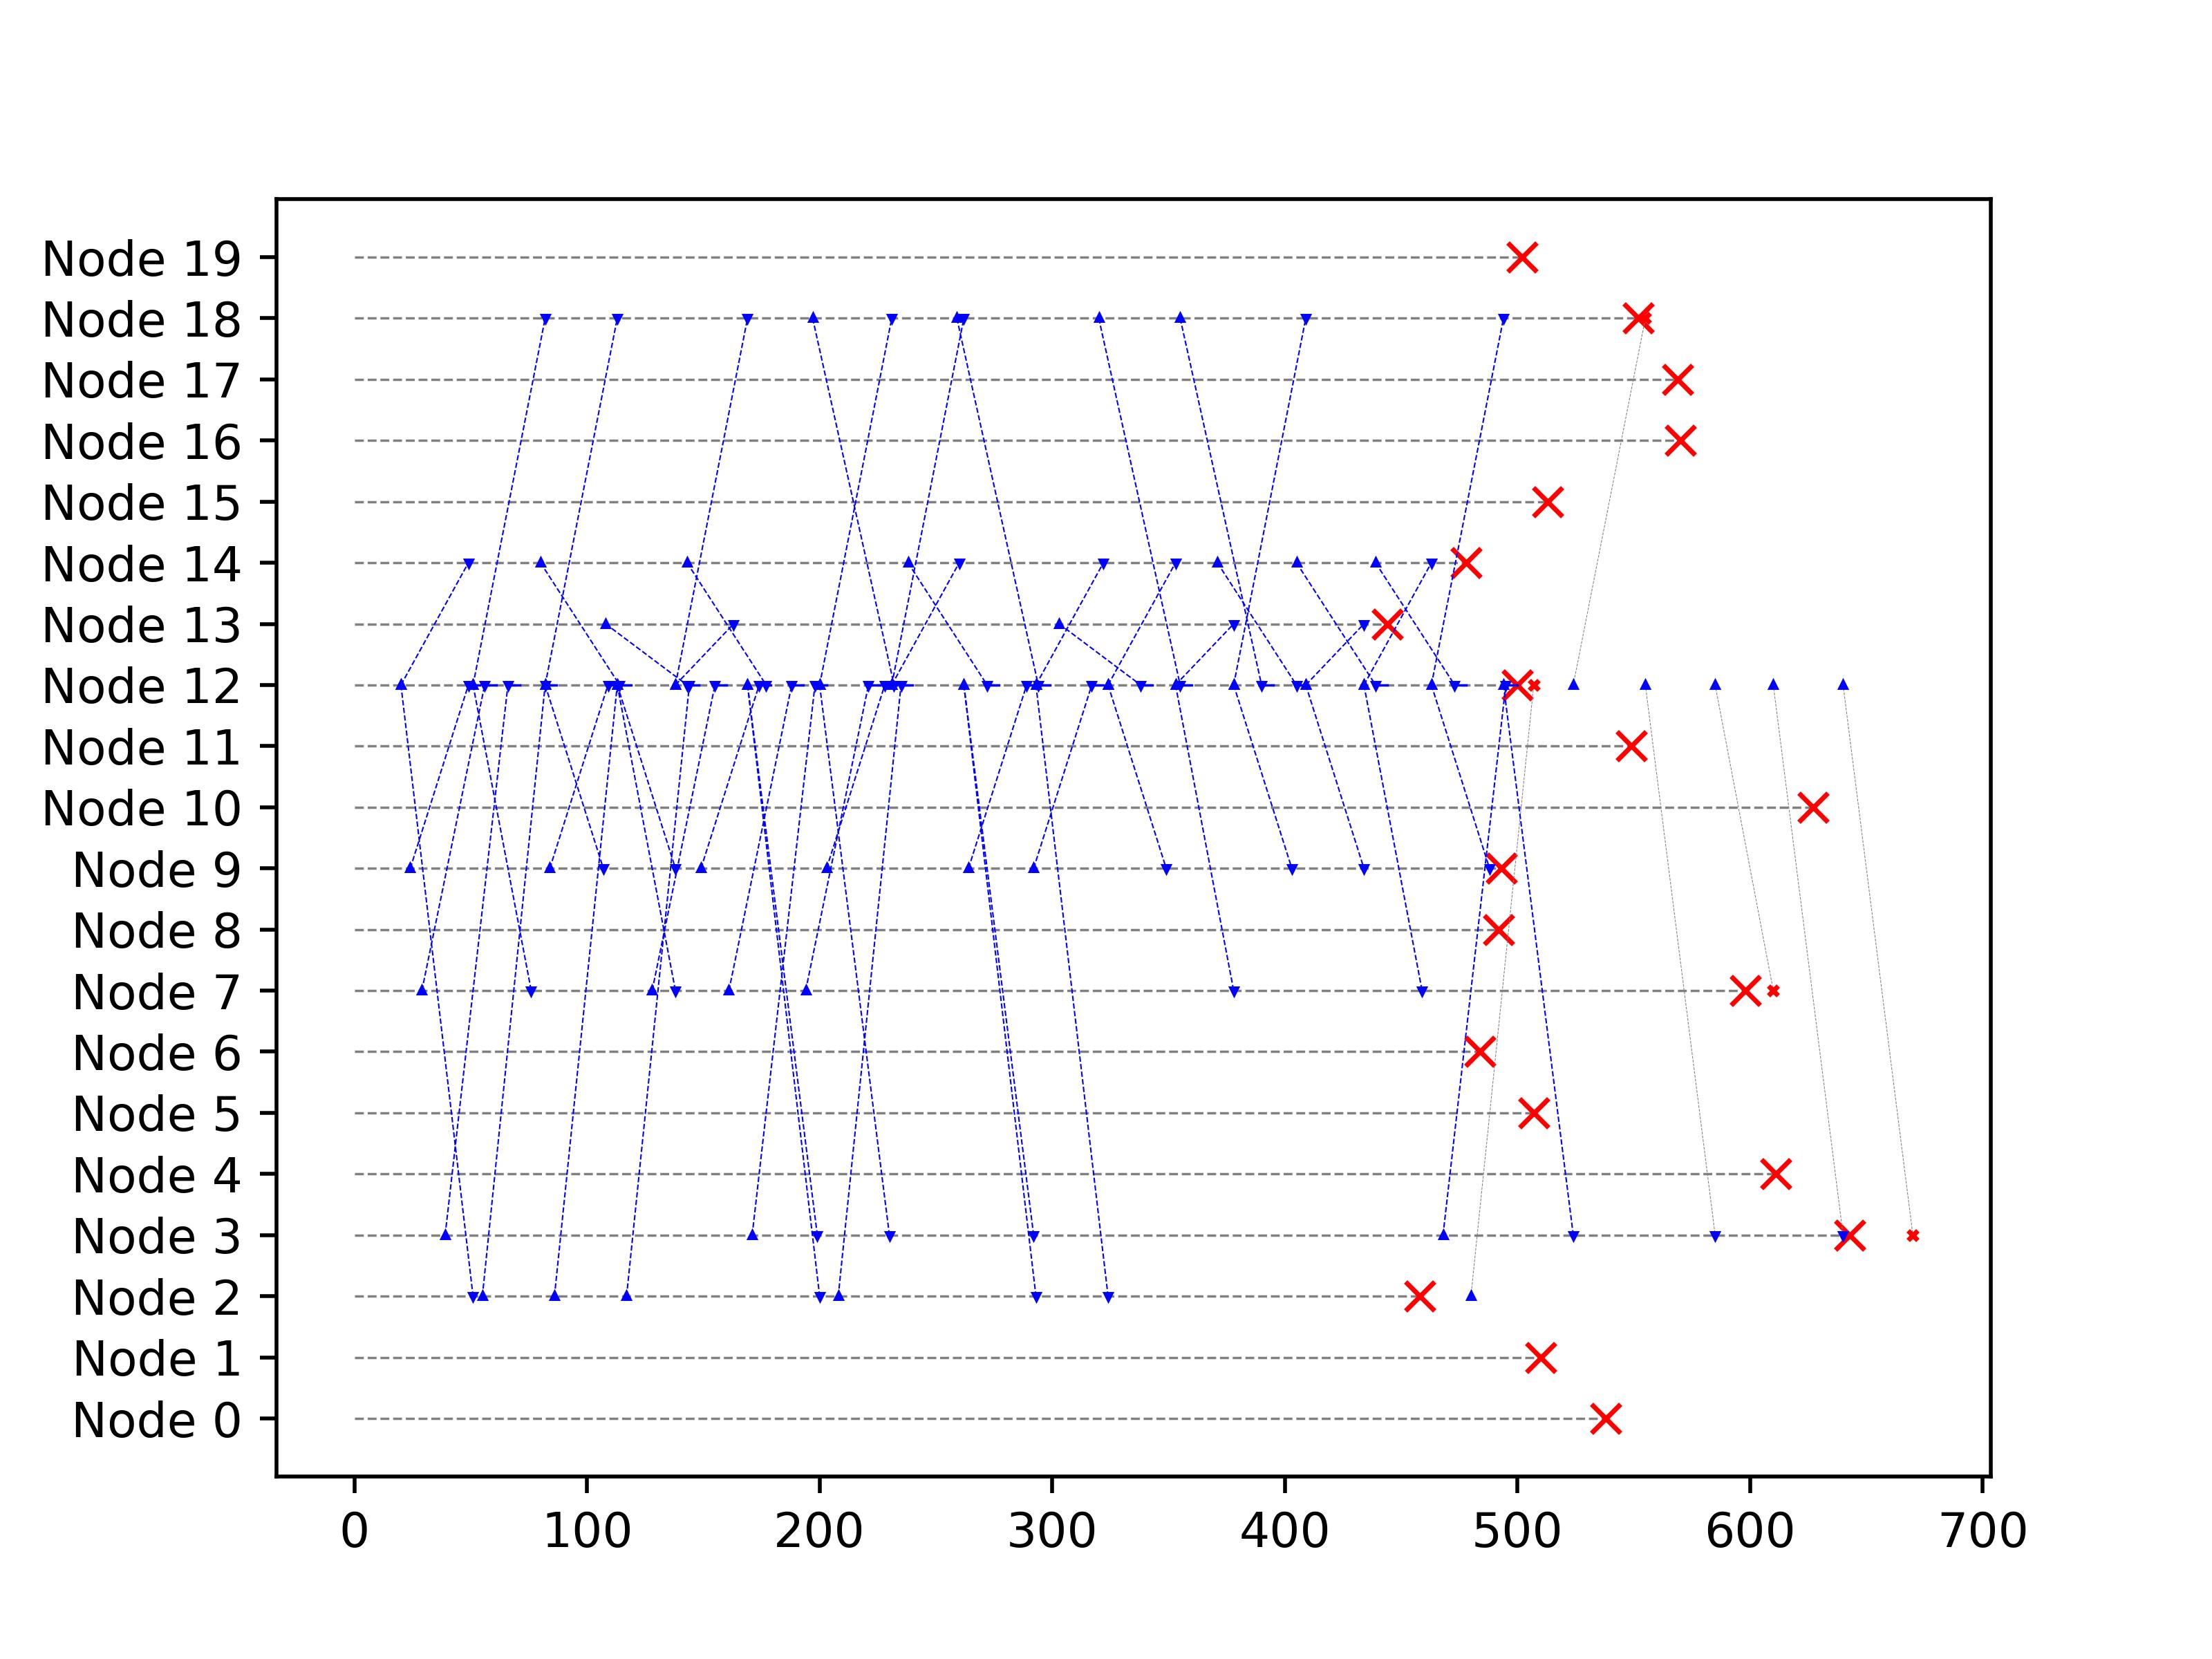 Node 19
Node 18
Node 17
Node 16
Node 15
Node 14
Node 13
Node 12
Node 11
Node 10
Node 9
Node 8
Node 7
Node 6
Node 5
Node 4
Node 3
Node 2
Node 1
Node 0
0 100 200 300 400 500 600 700